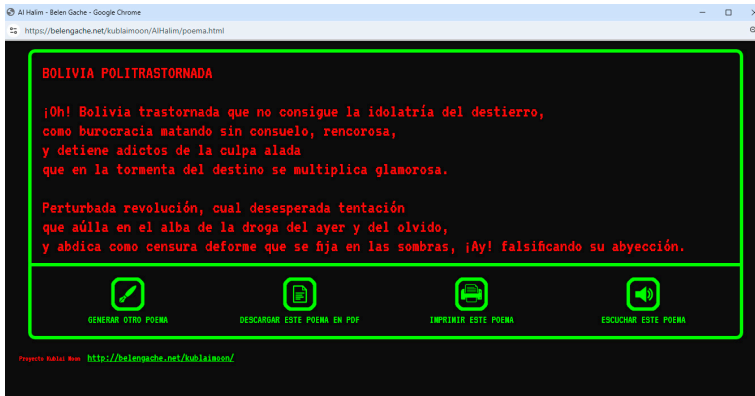 Al Halim - Belen Gache - Google Chrome
https://belengache.net/kublaimoon/AlHalim/poema.html
BOLIVIA POLITRASTORNADA
¡Oh! Bolivia trastornada que no consigue la idolatría del destierro,
como burocracia matando sin consuelo, rencorosa,
y detiene adictos de la culpa alada
que en la tormenta del destino se multiplica glamorosa.
Perturbada revolución, cual desesperada tentación
que aúlla en el alba de la droga del ayer y del olvido,
y abdica como censura deforme que se fija en las sombras, ¡Ay! falsificando su abyección.
GENERAR OTRO POEMA DESCARGAR ESTE POEMA EN PDF IMPRIMIR ESTE POEMA ESCUCHAR ESTE POEMA
Proyecto Kublai Moon http://belengache.net/kublaimoon/